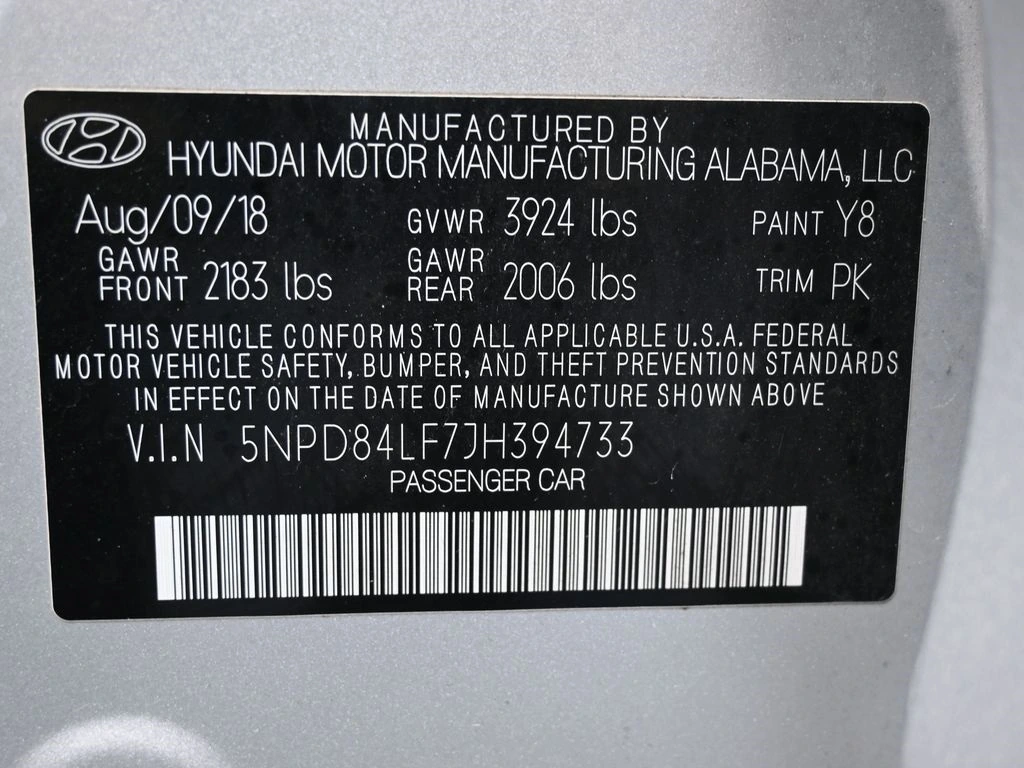 MANUFACTURED BY
HYUNDAI MOTOR MANUFACTURING ALABAMA, LLC
Aug/09/18 GVWR 3924 lbs PAINT Y8
GAWR FRONT 2183 lbs GAWR REAR 2006 lbs TRIM PK
THIS VEHICLE CONFORMS TO ALL APPLICABLE U.S.A. FEDERAL
MOTOR VEHICLE SAFETY, BUMPER, AND THEFT PREVENTION STANDARDS
IN EFFECT ON THE DATE OF MANUFACTURE SHOWN ABOVE
V.I.N 5NPD84LF7JH394733
PASSENGER CAR